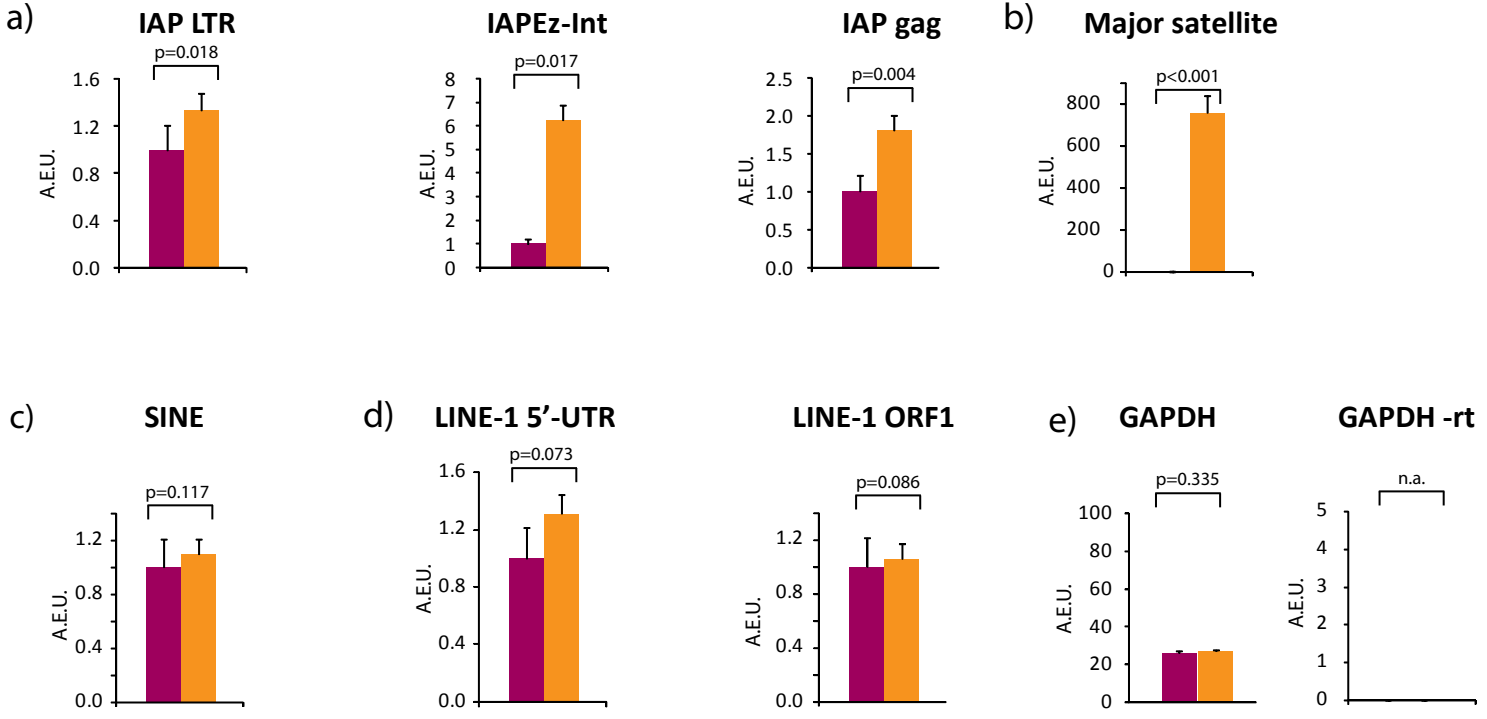 a)
IAP LTR
p=0.018
A.E.U.
1.6
1.2
0.8
0.4
0.0
IAPEz-Int
p=0.017
A.E.U.
8
7
6
5
4
3
2
1
0
IAP gag
p=0.004
A.E.U.
2.5
2.0
1.5
1.0
0.5
0.0
b)
Major satellite
p<0.001
A.E.U.
800
600
400
200
0
c)
SINE
p=0.117
A.E.U.
1.2
0.8
0.4
0.0
d)
LINE-1 5’-UTR
p=0.073
A.E.U.
1.6
1.2
0.8
0.4
0.0
LINE-1 ORF1
p=0.086
A.E.U.
1.2
0.8
0.4
0.0
e)
GAPDH
p=0.335
A.E.U.
100
80
60
40
20
0
GAPDH -rt
n.a.
A.E.U.
5
4
3
2
1
0